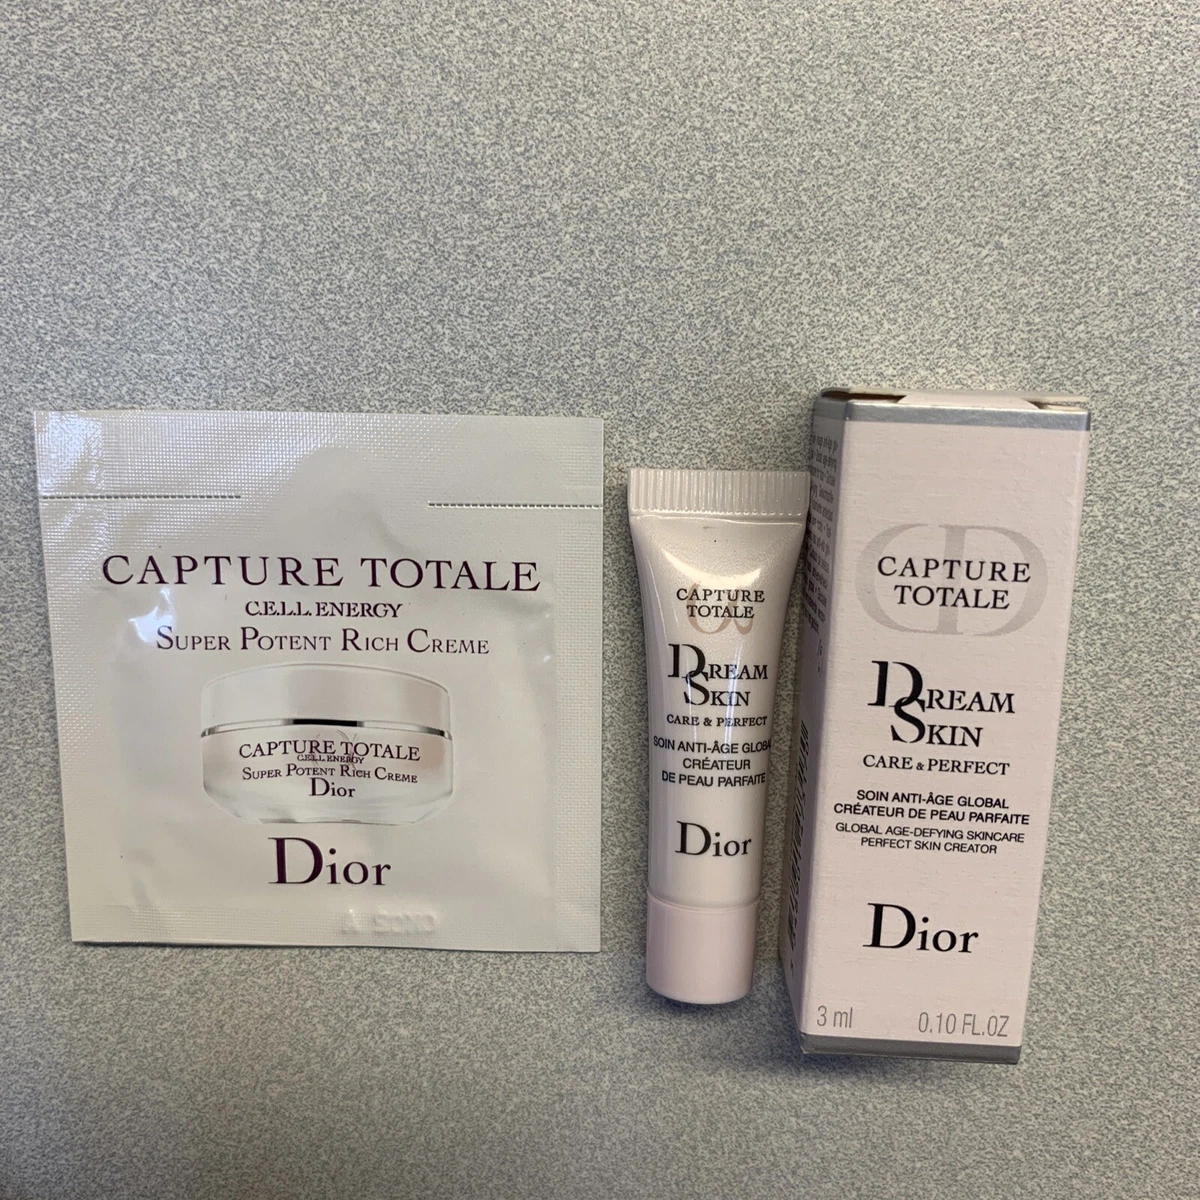 CAPTURE TOTALE
C.E.L.L. ENERGY
SUPER POTENT RICH CREME
CAPTURE TOTALE
C.E.L.L. ENERGY
SUPER POTENT RICH CREME
Dior
Dior
CAPTURE
TOTALE
DREAM
SKIN
CARE & PERFECT
SOIN ANTI-ÂGE GLOBA
CRÉATEUR
DE PEAU PARFAITE
Dior
CD
CAPTURE
TOTALE
DREAM
SKIN
CARE & PERFECT
SOIN ANTI-ÂGE GLOBAL
CRÉATEUR DE PEAU PARFAITE
GLOBAL AGE-DEFYING SKINCARE
PERFECT SKIN CREATOR
Dior
3 ml 0.10 FL.OZ